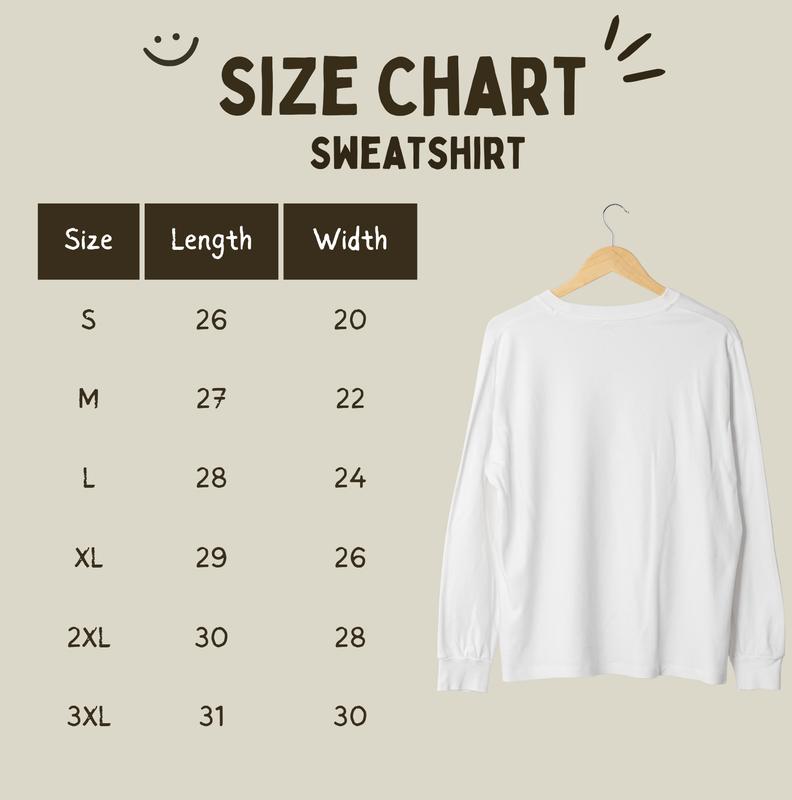 SIZE CHART
SWEATSHIRT
Size Length Width
S 26 20
M 27 22
L 28 24
XL 29 26
2XL 30 28
3XL 31 30